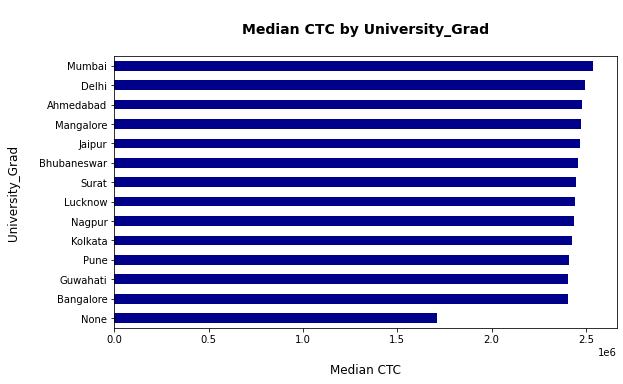 Median CTC by University_Grad
University_Grad
Mumbai
Delhi
Ahmedabad
Mangalore
Jaipur
Bhubaneswar
Surat
Lucknow
Nagpur
Kolkata
Pune
Guwahati
Bangalore
None
0.0 0.5 1.0 1.5 2.0 2.5
1e6
Median CTC